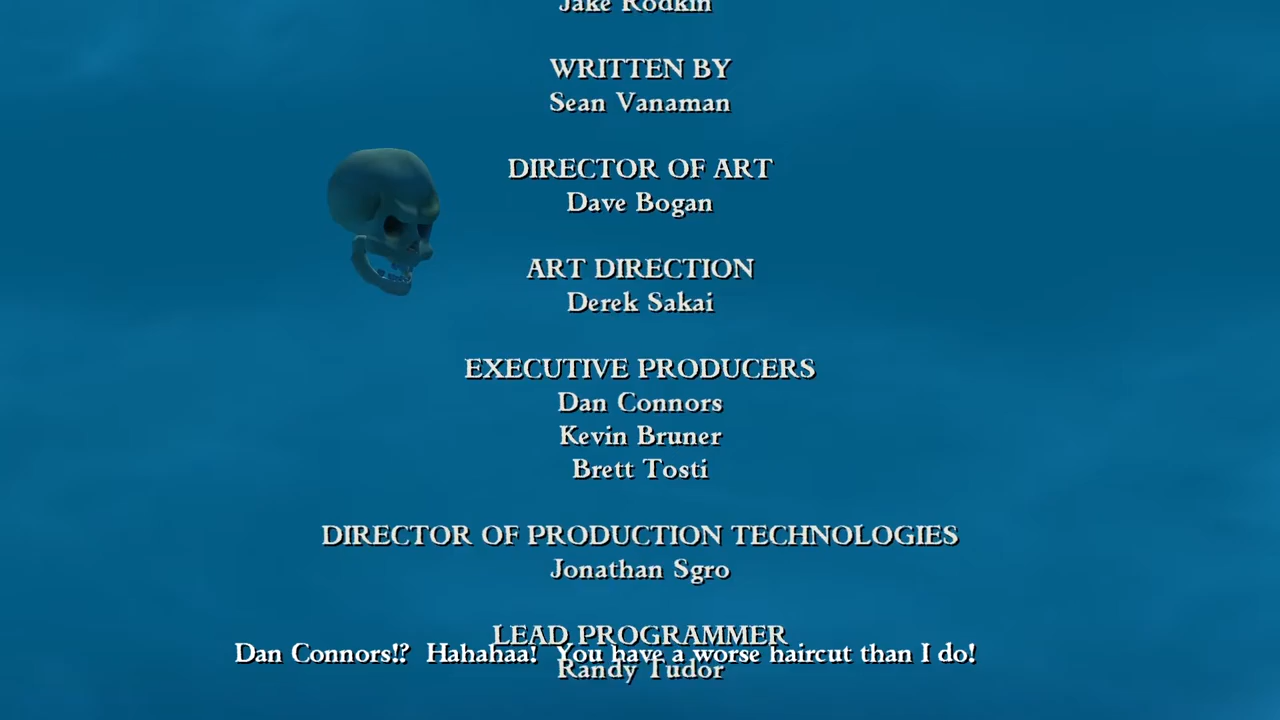 Jake Rodkin
WRITTEN BY
Sean Vanaman
DIRECTOR OF ART
Dave Bogan
ART DIRECTION
Derek Sakai
EXECUTIVE PRODUCERS
Dan Connors
Kevin Bruner
Brett Tosti
DIRECTOR OF PRODUCTION TECHNOLOGIES
Jonathan Sgro
LEAD PROGRAMMER
Dan Connors!? Hahahaa! You have a worse haircut than I do!
Randy Tudor